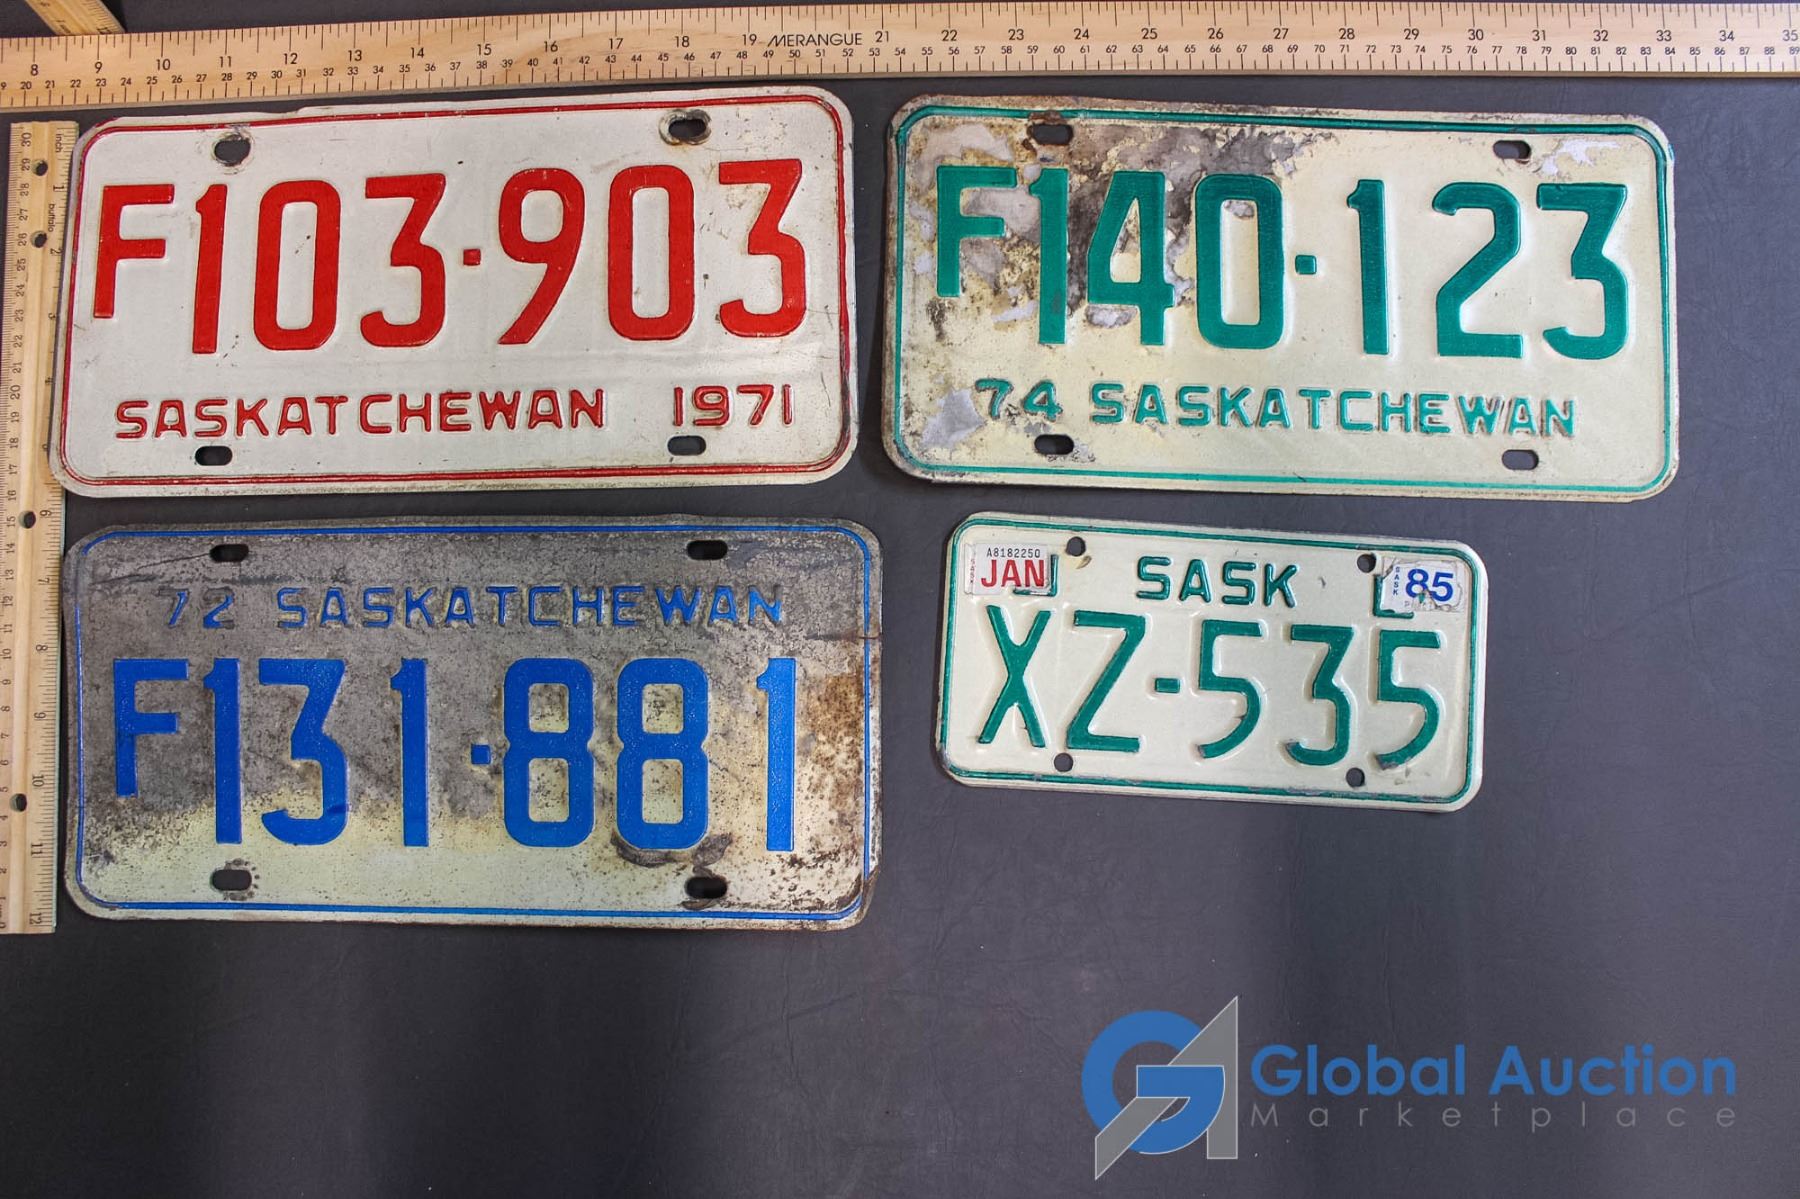 MERANGUE
F103·903
SASKATCHEWAN 1971
F140·123
74 SASKATCHEWAN
72 SASKATCHEWAN
F131·881
A8182250
JAN
SASK
SASK
85
XZ-535
Global Auction
Marketplace